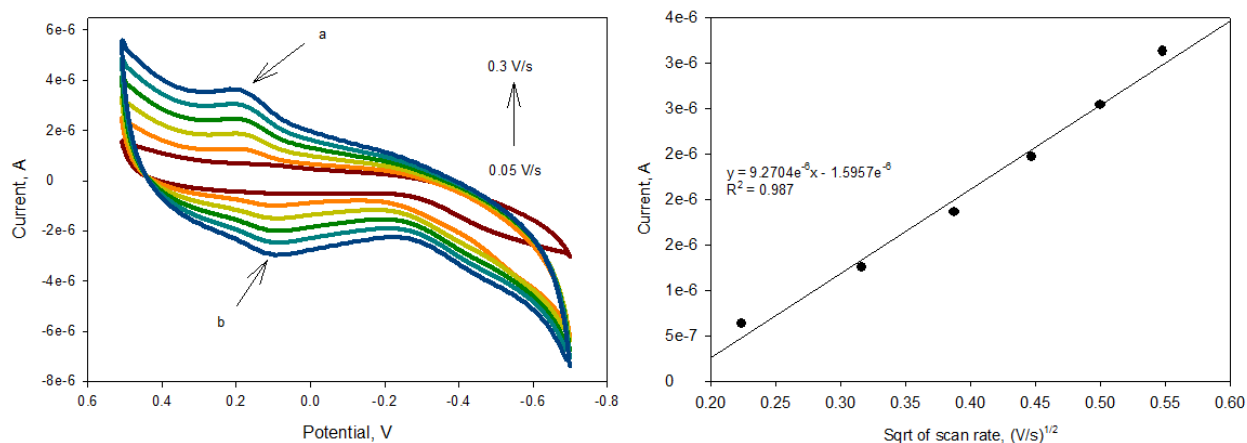 6e-6
4e-6
2e-6
0
-2e-6
-4e-6
-6e-6
-8e-6
Current, A
0.6
0.4
0.2
0.0
-0.2
-0.4
-0.6
-0.8
Potential, V
a
b
0.3 V/s
0.05 V/s
4e-6
3e-6
3e-6
2e-6
2e-6
2e-6
1e-6
5e-7
0
Current, A
y = 9.2704e⁻⁶x - 1.5957e⁻⁶
R² = 0.987
0.20
0.25
0.30
0.35
0.40
0.45
0.50
0.55
0.60
Sqrt of scan rate, (V/s)¹/²